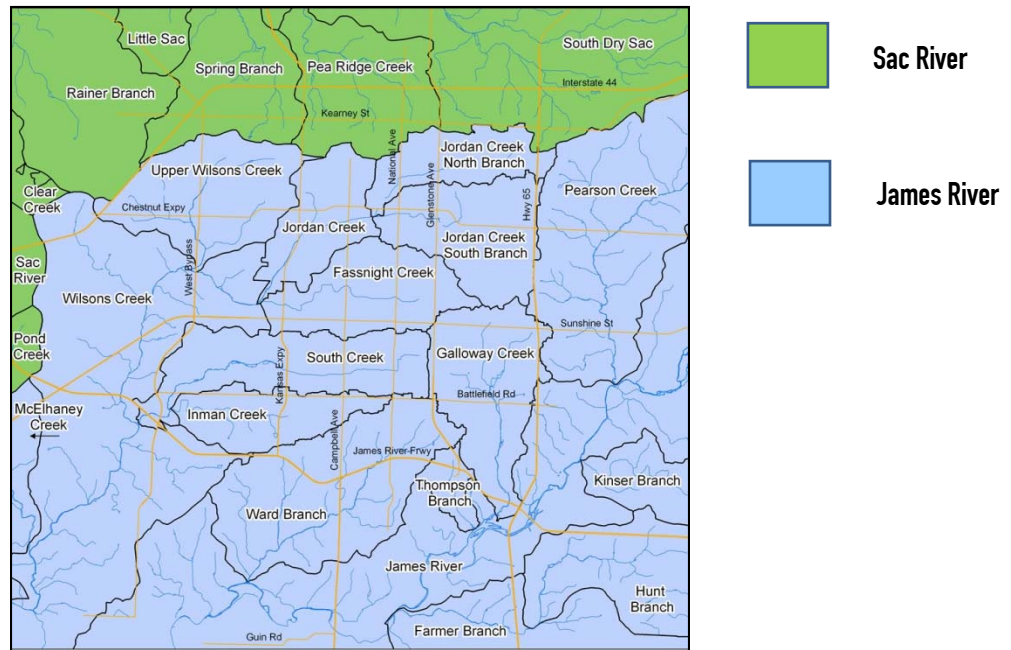 Little Sac
Spring Branch
Pea Ridge Creek
South Dry Sac
Rainer Branch
Interstate 44
Kearney St
National Ave
Glenstone Ave
Jordan Creek
North Branch
Upper Wilsons Creek
Clear
Creek
Chestnut Expy
Hwy 65
Pearson Creek
Jordan Creek
Jordan Creek
South Branch
West Bypass
Fassnight Creek
Sac
River
Wilsons Creek
Sunshine St
Pond
Creek
South Creek
Galloway Creek
Kansas Expy
Battlefield Rd
McElhaney
Creek
Inman Creek
Campbell Ave
James River Frwy
Thompson
Branch
Kinser Branch
Ward Branch
James River
Hunt
Branch
Guin Rd
Farmer Branch
Sac River
James River